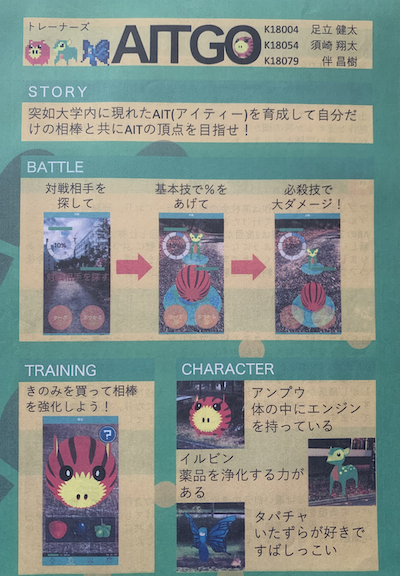 トレーナーズ
AITGO
K18004 足立 健太
K18054 須崎 翔太
K18079 伴 昌樹
STORY
突如大学内に現れたAIT(アイティー)を育成して自分だ
けの相棒と共にAITの頂点を目指せ！
BATTLE
対戦相手を
探して
基本技で％を
あげて
必殺技で
大ダメージ！
TRAINING
きのみを買って相棒
を強化しよう！
?
CHARACTER
アンプウ
体の中にエンジン
を持っている
イルビン
薬品を浄化する力が
ある
タパチャ
いたずらが好きで
すばしっこい